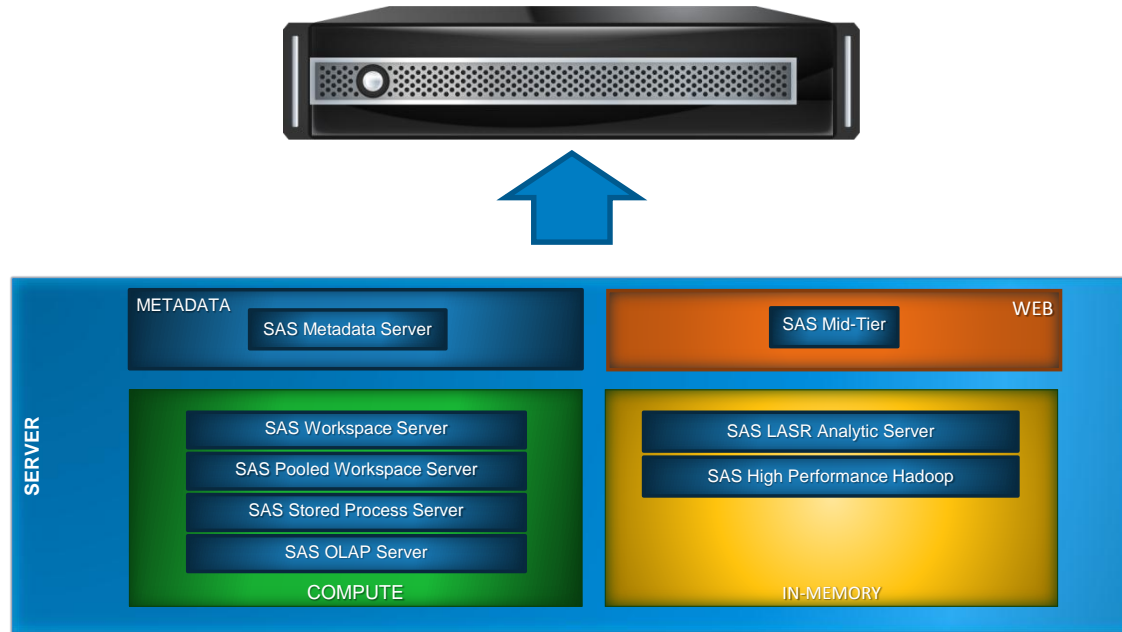 METADATA
SAS Metadata Server
WEB
SAS Mid-Tier
SERVER
SAS Workspace Server
SAS Pooled Workspace Server
SAS Stored Process Server
SAS OLAP Server
COMPUTE
SAS LASR Analytic Server
SAS High Performance Hadoop
IN-MEMORY